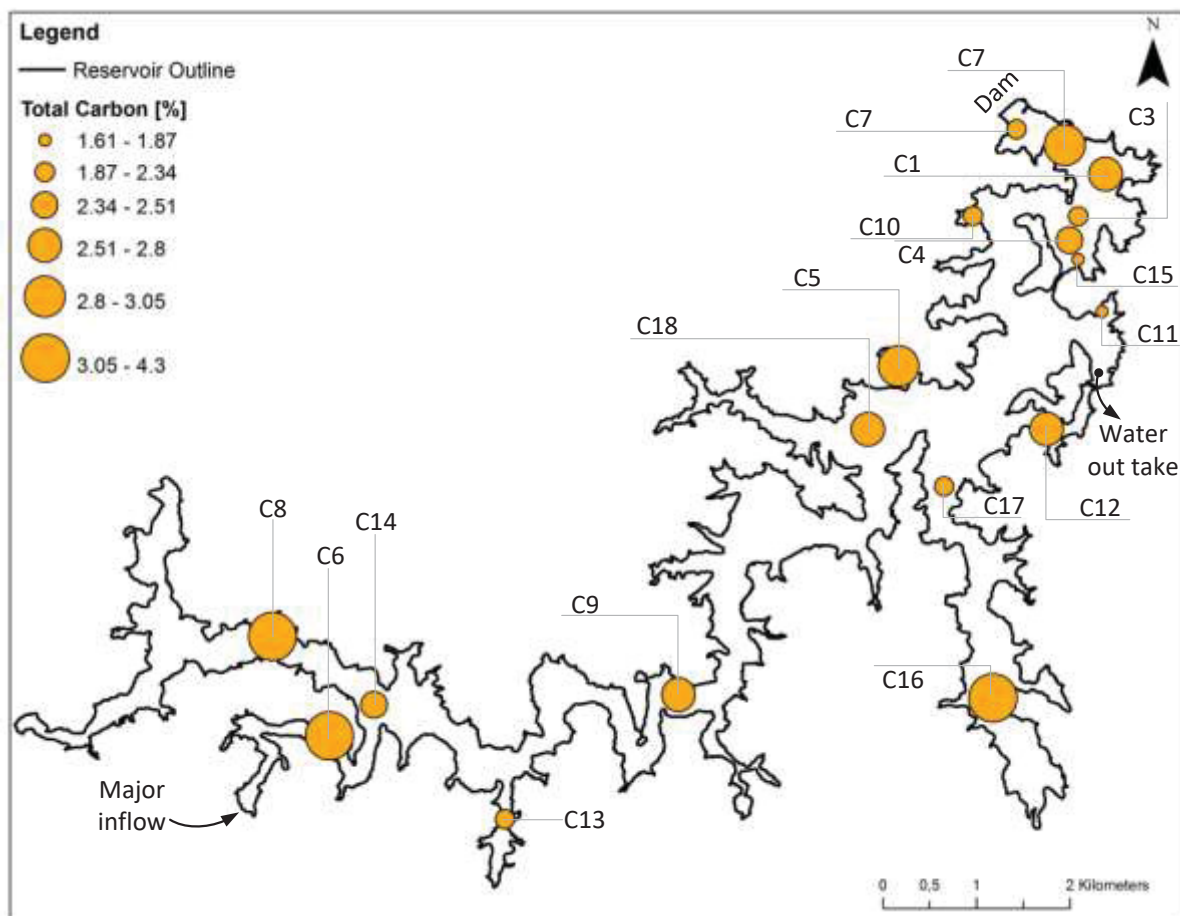 Legend
Reservoir Outline
Total Carbon [%]
1.61 - 1.87
1.87 - 2.34
2.34 - 2.51
2.51 - 2.8
2.8 - 3.05
3.05 - 4.3
N
C7
Dam
C7
C3
C1
C10
C4
C15
C5
C11
C18
Water
out take
C12
C17
C8
C14
C6
C9
C16
Major
inflow
C13
0 0,5 1 2 Kilometers